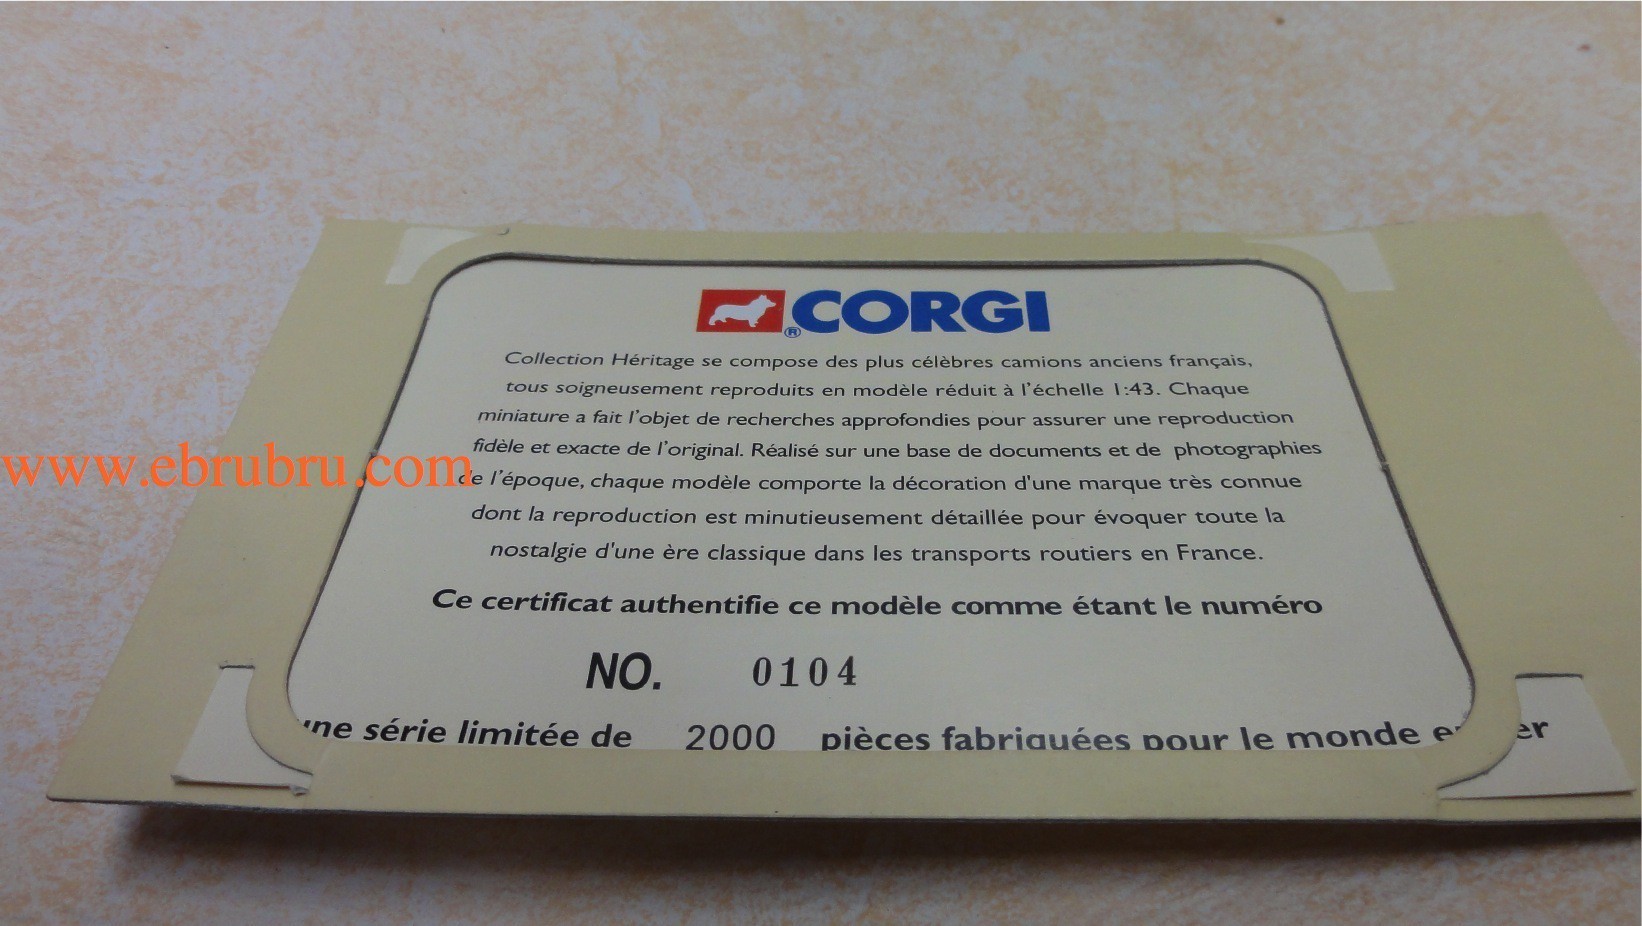 CORGI
®
Collection Héritage se compose des plus célèbres camions anciens français,
tous soigneusement reproduits en modèle réduit à l'échelle 1:43. Chaque
miniature a fait l'objet de recherches approfondies pour assurer une reproduction
fidèle et exacte de l'original. Réalisé sur une base de documents et de photographies
de l'époque, chaque modèle comporte la décoration d'une marque très connue
dont la reproduction est minutieusement détaillée pour évoquer toute la
nostalgie d'une ère classique dans les transports routiers en France.
www.ebrubru.com
Ce certificat authentifie ce modèle comme étant le numéro
NO. 0104
une série limitée de 2000 pièces fabriquées pour le monde